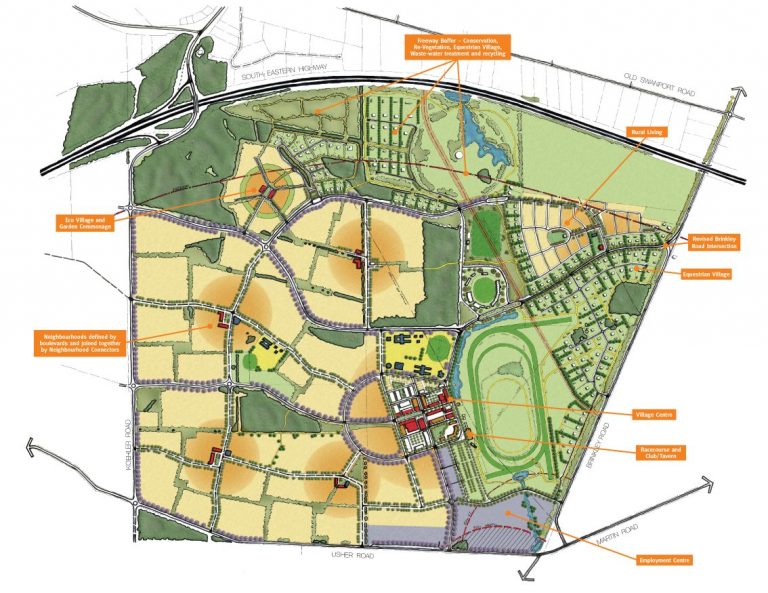 Freeway Buffer – Conservation,
Re-Vegetation, Equestrian Village,
Waste-water treatment and recycling
SOUTH EASTERN HIGHWAY
OLD SWANPORT ROAD
Rural Living
Eco Village and
Garden Commonage
Revised Brinkley
Road Intersection
Equestrian Village
Neighbourhoods defined by
boulevards and joined together
by Neighbourhood Connectors
Village Centre
KOEHLER ROAD
BRINKLEY ROAD
Racecourse and
Club/Tavern
MARTIN ROAD
USHER ROAD
Employment Centre